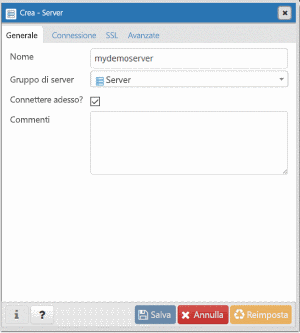 Crea - Server
Generale Connessione SSL Avanzate
Nome mydemoserver
Gruppo di server Server
Connettere adesso?
Commenti
i ? Salva Annulla Reimposta